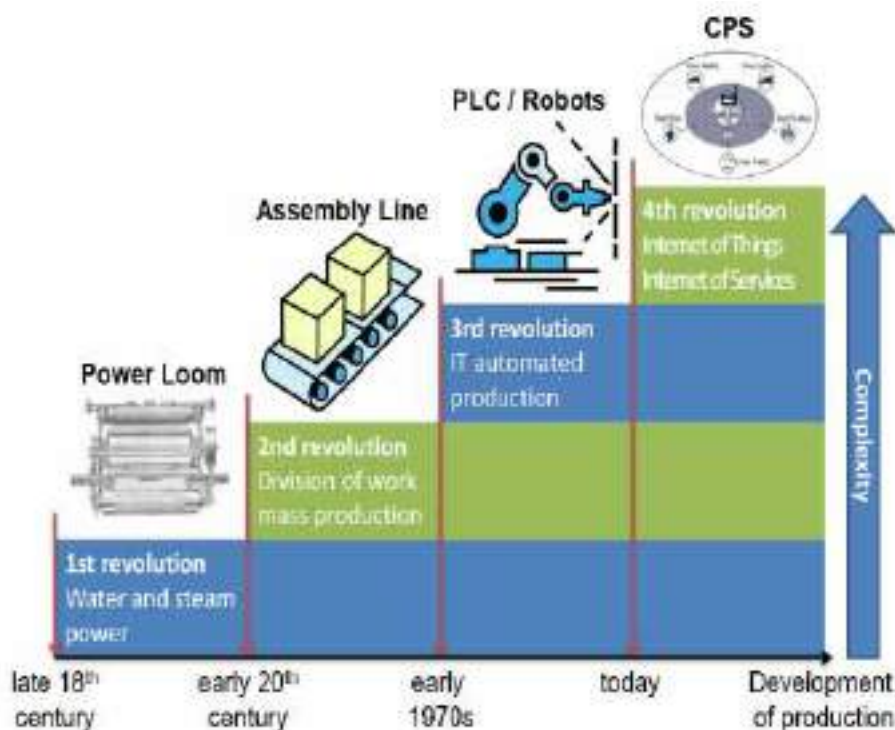 CPS
PLC / Robots
Assembly Line
Power Loom
4th revolution
Internet of Things
Internet of Services
3rd revolution
IT automated
production
2nd revolution
Division of work
mass production
1st revolution
Water and steam
power
Complexity
late 18th
century
early 20th
century
early
1970s
today
Development
of production